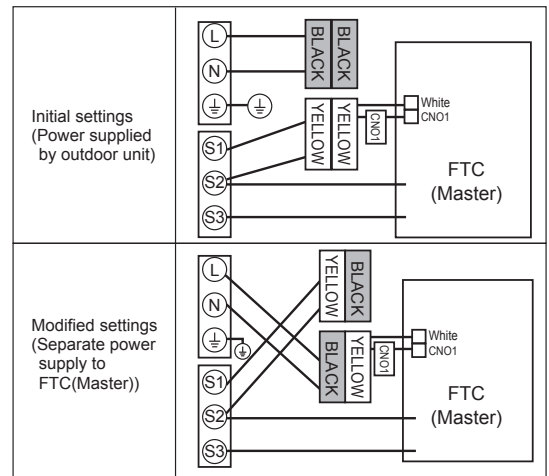 Initial settings
(Power supplied
by outdoor unit)
L
N
S1
S2
S3
BLACK
BLACK
YELLOW
YELLOW
CNO1
White
CNO1
FTC
(Master)
Modified settings
(Separate power
supply to
FTC(Master))
L
N
S1
S2
S3
YELLOW
BLACK
BLACK
YELLOW
CNO1
White
CNO1
FTC
(Master)